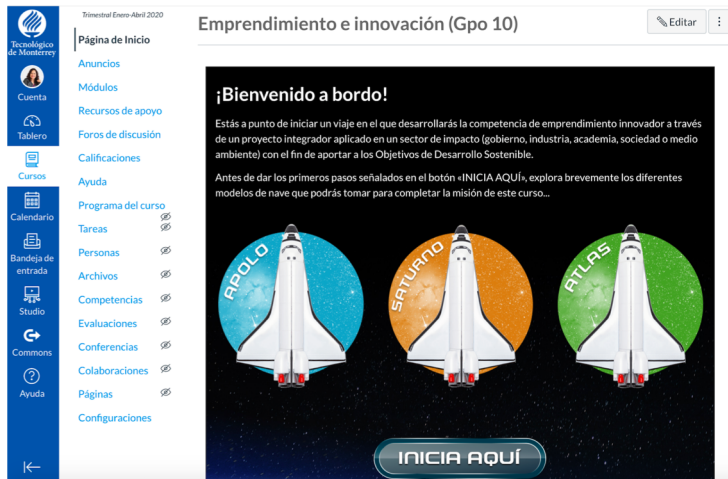 Tecnológico
de Monterrey
Cuenta
Tablero
Cursos
Calendario
Bandeja de
entrada
Studio
Commons
Ayuda
Trimestral Enero-Abril 2020
Página de Inicio
Anuncios
Módulos
Recursos de apoyo
Foros de discusión
Calificaciones
Ayuda
Programa del curso
Tareas
Personas
Archivos
Competencias
Evaluaciones
Conferencias
Colaboraciones
Páginas
Configuraciones
Emprendimiento e innovación (Gpo 10)
Editar
¡Bienvenido a bordo!
Estás a punto de iniciar un viaje en el que desarrollarás la competencia de emprendimiento innovador a través
de un proyecto integrador aplicado en un sector de impacto (gobierno, industria, academia, sociedad o medio
ambiente) con el fin de aportar a los Objetivos de Desarrollo Sostenible.
Antes de dar los primeros pasos señalados en el botón «INICIA AQUÍ», explora brevemente los diferentes
modelos de nave que podrás tomar para completar la misión de este curso...
APOLO
SATURNO
ATLAS
INICIA AQUÍ